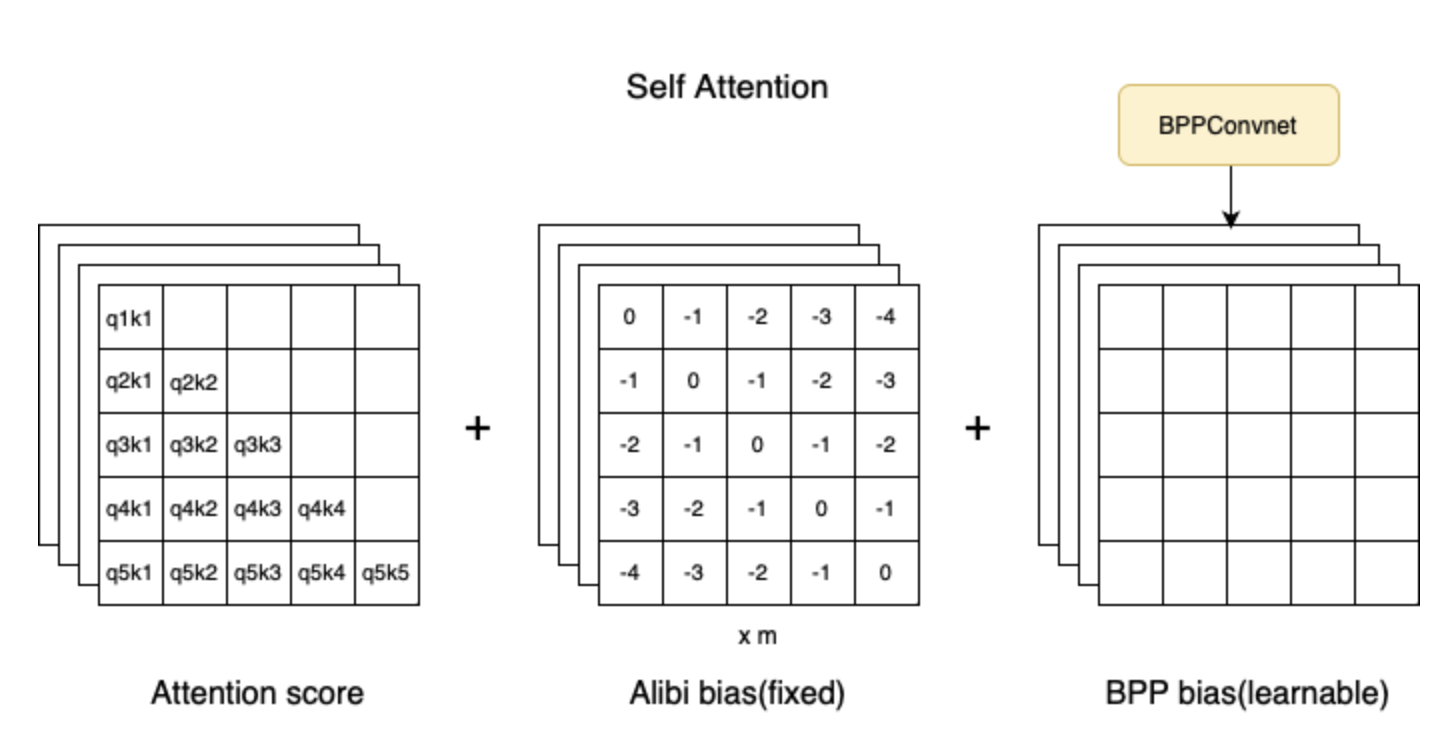 Self Attention
BPPConvnet
q1k1
q2k1 q2k2
q3k1 q3k2 q3k3
q4k1 q4k2 q4k3 q4k4
q5k1 q5k2 q5k3 q5k4 q5k5
+
0 -1 -2 -3 -4
-1 0 -1 -2 -3
-2 -1 0 -1 -2
-3 -2 -1 0 -1
-4 -3 -2 -1 0
+
x m
Attention score
Alibi bias(fixed)
BPP bias(learnable)